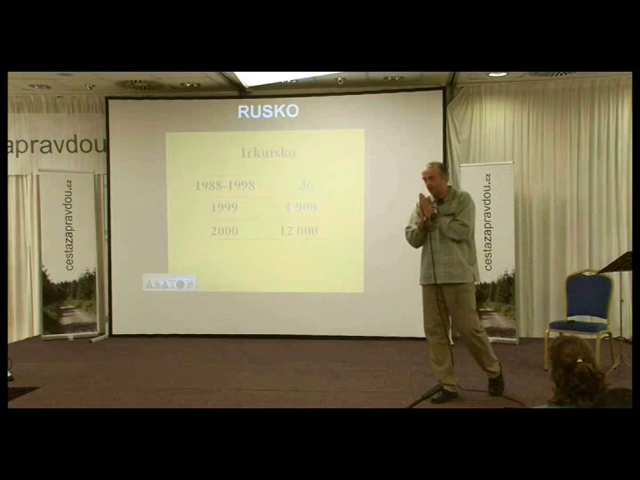 RUSKO
Irkutsko
1988-1998 36
1999 1 900
2000 12 000
zapravdou
cestazapravdou.cz
cestazapravdou.cz